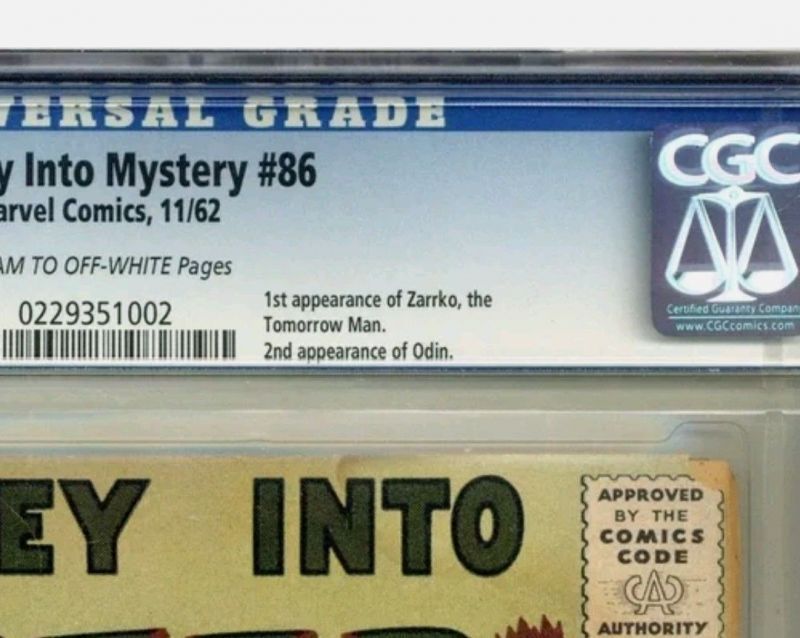 VERSAL GRADE
y Into Mystery #86
arvel Comics, 11/62
AM TO OFF-WHITE Pages
0229351002
1st appearance of Zarrko, the
Tomorrow Man.
2nd appearance of Odin.
CGC
Certified Guaranty Compan
www.CGCcomics.com
EY INTO
APPROVED
BY THE
COMICS
CODE
CA
AUTHORITY